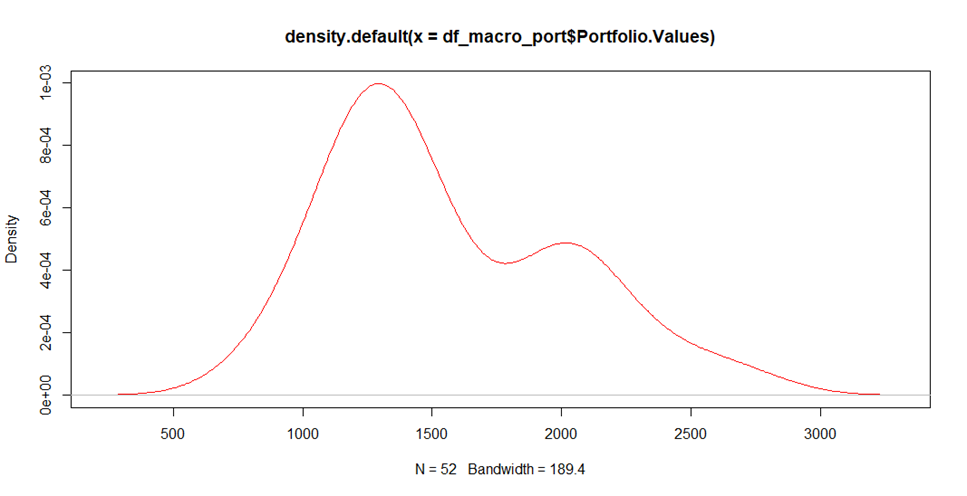 density.default(x = df_macro_port$Portfolio.Values)
Density
1e-03
8e-04
6e-04
4e-04
2e-04
0e+00
500 1000 1500 2000 2500 3000
N = 52 Bandwidth = 189.4